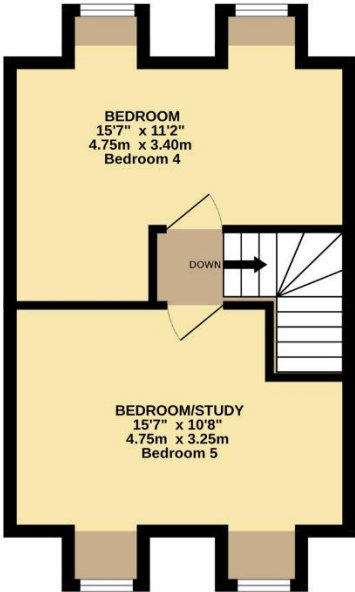 BEDROOM
15'7" x 11'2"
4.75m x 3.40m
Bedroom 4
DOWN
BEDROOM/STUDY
15'7" x 10'8"
4.75m x 3.25m
Bedroom 5